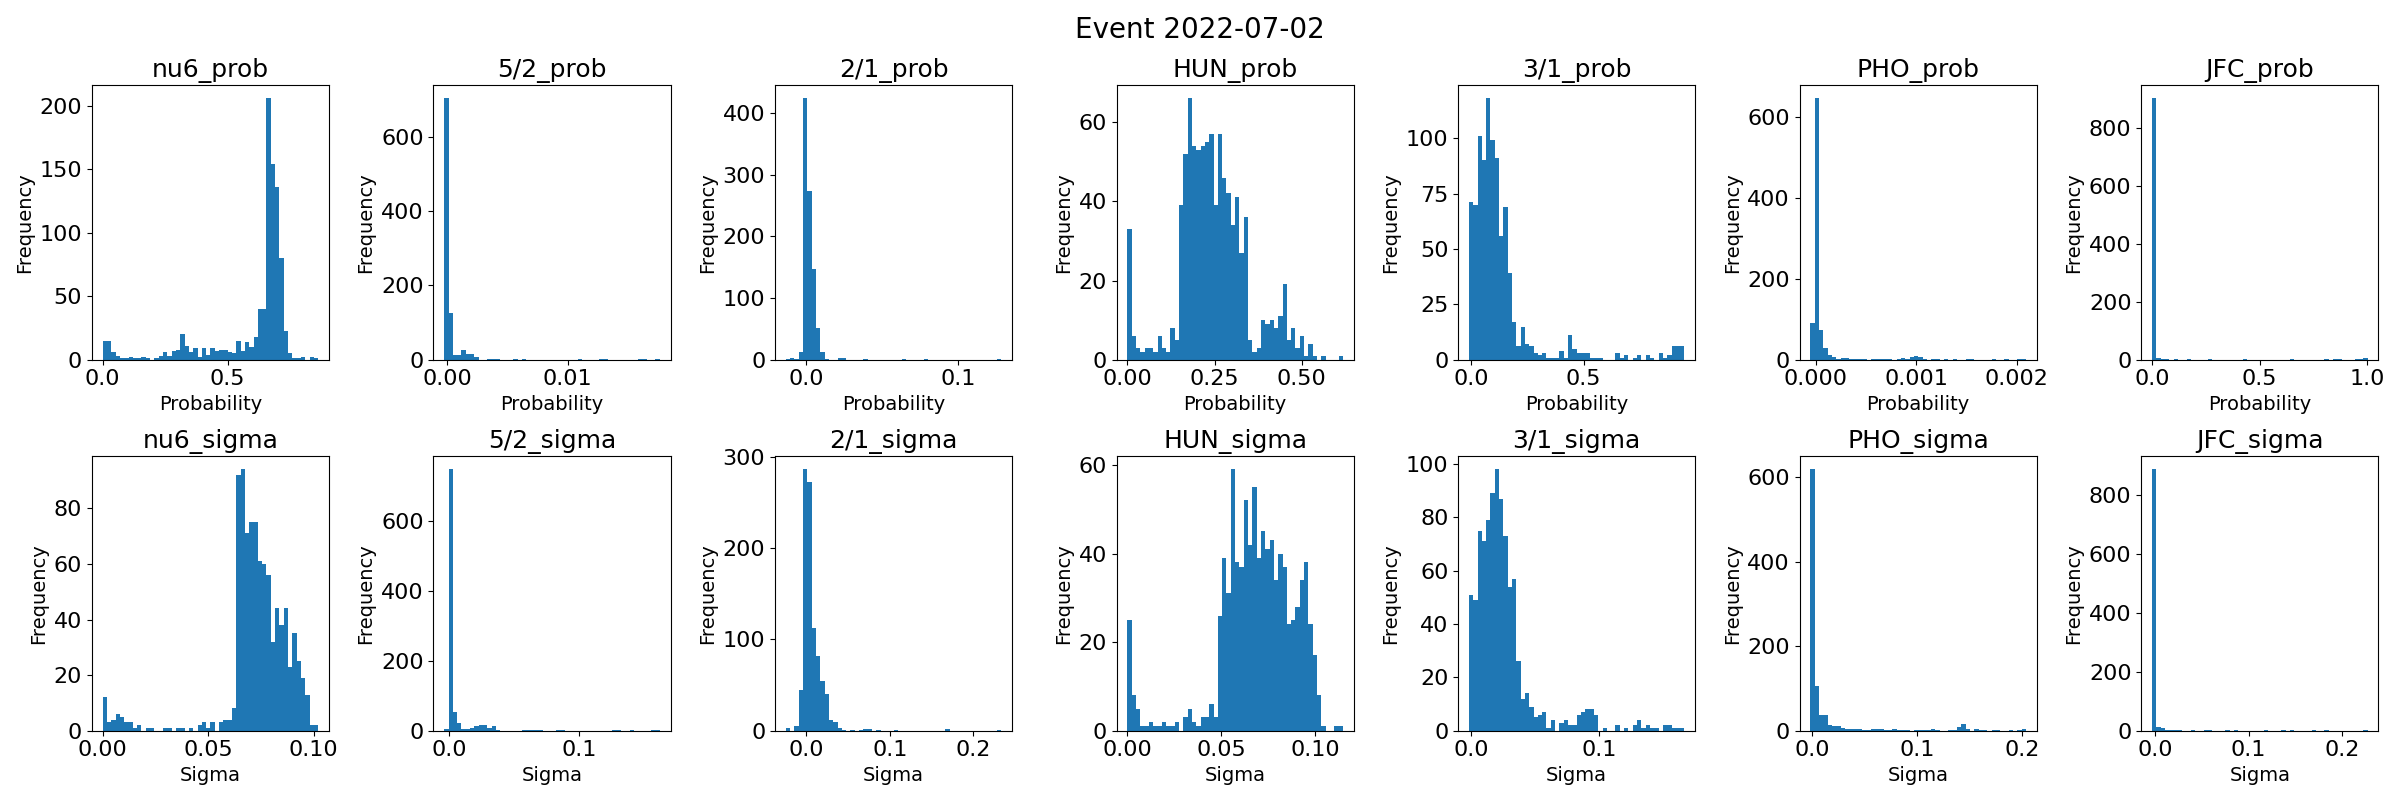 Event 2022-07-02
nu6_prob
5/2_prob
2/1_prob
HUN_prob
3/1_prob
PHO_prob
JFC_prob
Frequency
200
150
100
50
0
0.0 0.5
Probability
Frequency
600
400
200
0
0.00 0.01
Probability
Frequency
400
300
200
100
0
0.0 0.1
Probability
Frequency
60
40
20
0
0.00 0.25 0.50
Probability
Frequency
100
75
50
25
0
0.0 0.5
Probability
Frequency
600
400
200
0
0.000 0.001 0.002
Probability
Frequency
800
600
400
200
0
0.0 0.5 1.0
Probability
nu6_sigma
5/2_sigma
2/1_sigma
HUN_sigma
3/1_sigma
PHO_sigma
JFC_sigma
Frequency
80
60
40
20
0
0.00 0.05 0.10
Sigma
Frequency
600
400
200
0
0.0 0.1
Sigma
Frequency
300
200
100
0
0.0 0.1 0.2
Sigma
Frequency
60
40
20
0
0.00 0.05 0.10
Sigma
Frequency
100
80
60
40
20
0
0.0 0.1
Sigma
Frequency
600
400
200
0
0.0 0.1 0.2
Sigma
Frequency
800
600
400
200
0
0.0 0.1 0.2
Sigma